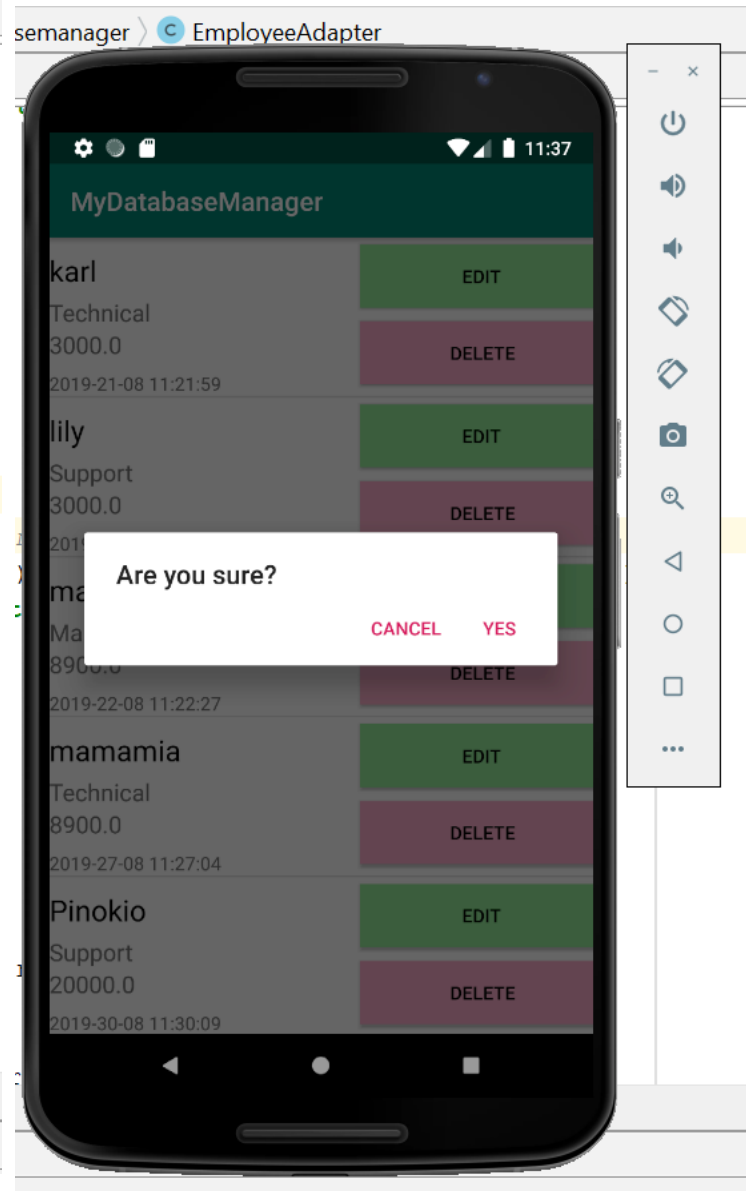 semanager
C EmployeeAdapter
11:37
MyDatabaseManager
karl
EDIT
Technical
3000.0
DELETE
2019-21-08 11:21:59
lily
EDIT
Support
3000.0
DELETE
201
Are you sure?
ma
Ma
CANCEL YES
8900.0
DELETE
2019-22-08 11:22:27
mamamia
EDIT
Technical
8900.0
DELETE
2019-27-08 11:27:04
Pinokio
EDIT
Support
20000.0
DELETE
2019-30-08 11:30:09